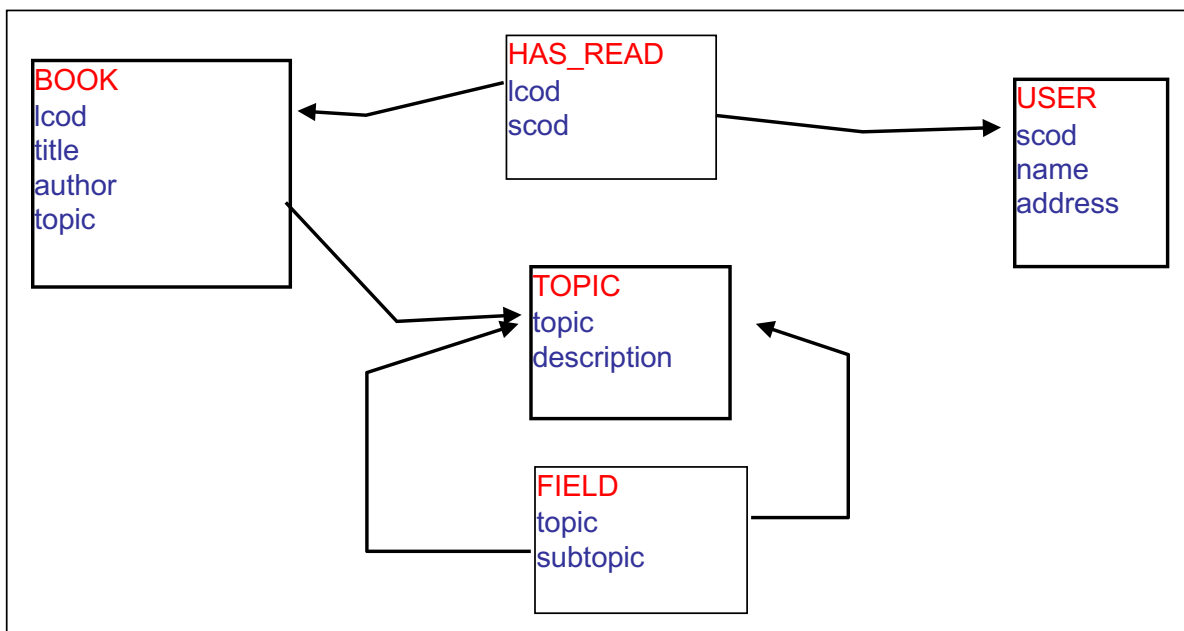 BOOK
lcod
title
author
topic
HAS_READ
lcod
scod
USER
scod
name
address
TOPIC
topic
description
FIELD
topic
subtopic